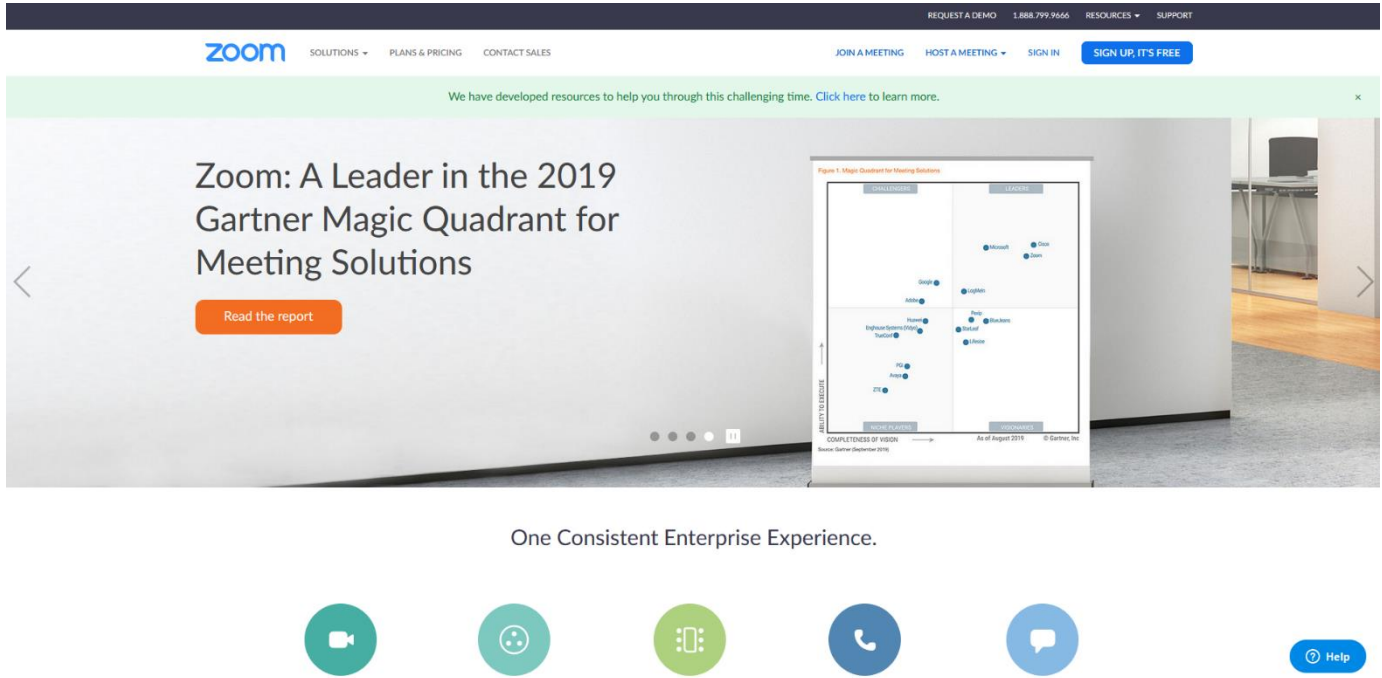 REQUEST A DEMO 1.888.799.9666 RESOURCES SUPPORT
zoom SOLUTIONS PLANS & PRICING CONTACT SALES JOIN A MEETING HOST A MEETING SIGN IN SIGN UP, IT'S FREE
We have developed resources to help you through this challenging time. Click here to learn more. ×
Zoom: A Leader in the 2019
Gartner Magic Quadrant for
Meeting Solutions
Read the report
Figure 1. Magic Quadrant for Meeting Solutions
CHALLENGERS LEADERS
Microsoft Cisco
Zoom
Google
LogMeIn
Adobe
Huawei Pexip BlueJeans
Enghouse Systems (Vidyo) StarLeaf
TrueConf Lifesize
PGi
Avaya
ZTE
ABILITY TO EXECUTE
NICHE PLAYERS VISIONARIES
COMPLETENESS OF VISION As of August 2019 © Gartner, Inc
Source: Gartner (September 2019)
One Consistent Enterprise Experience.
Help